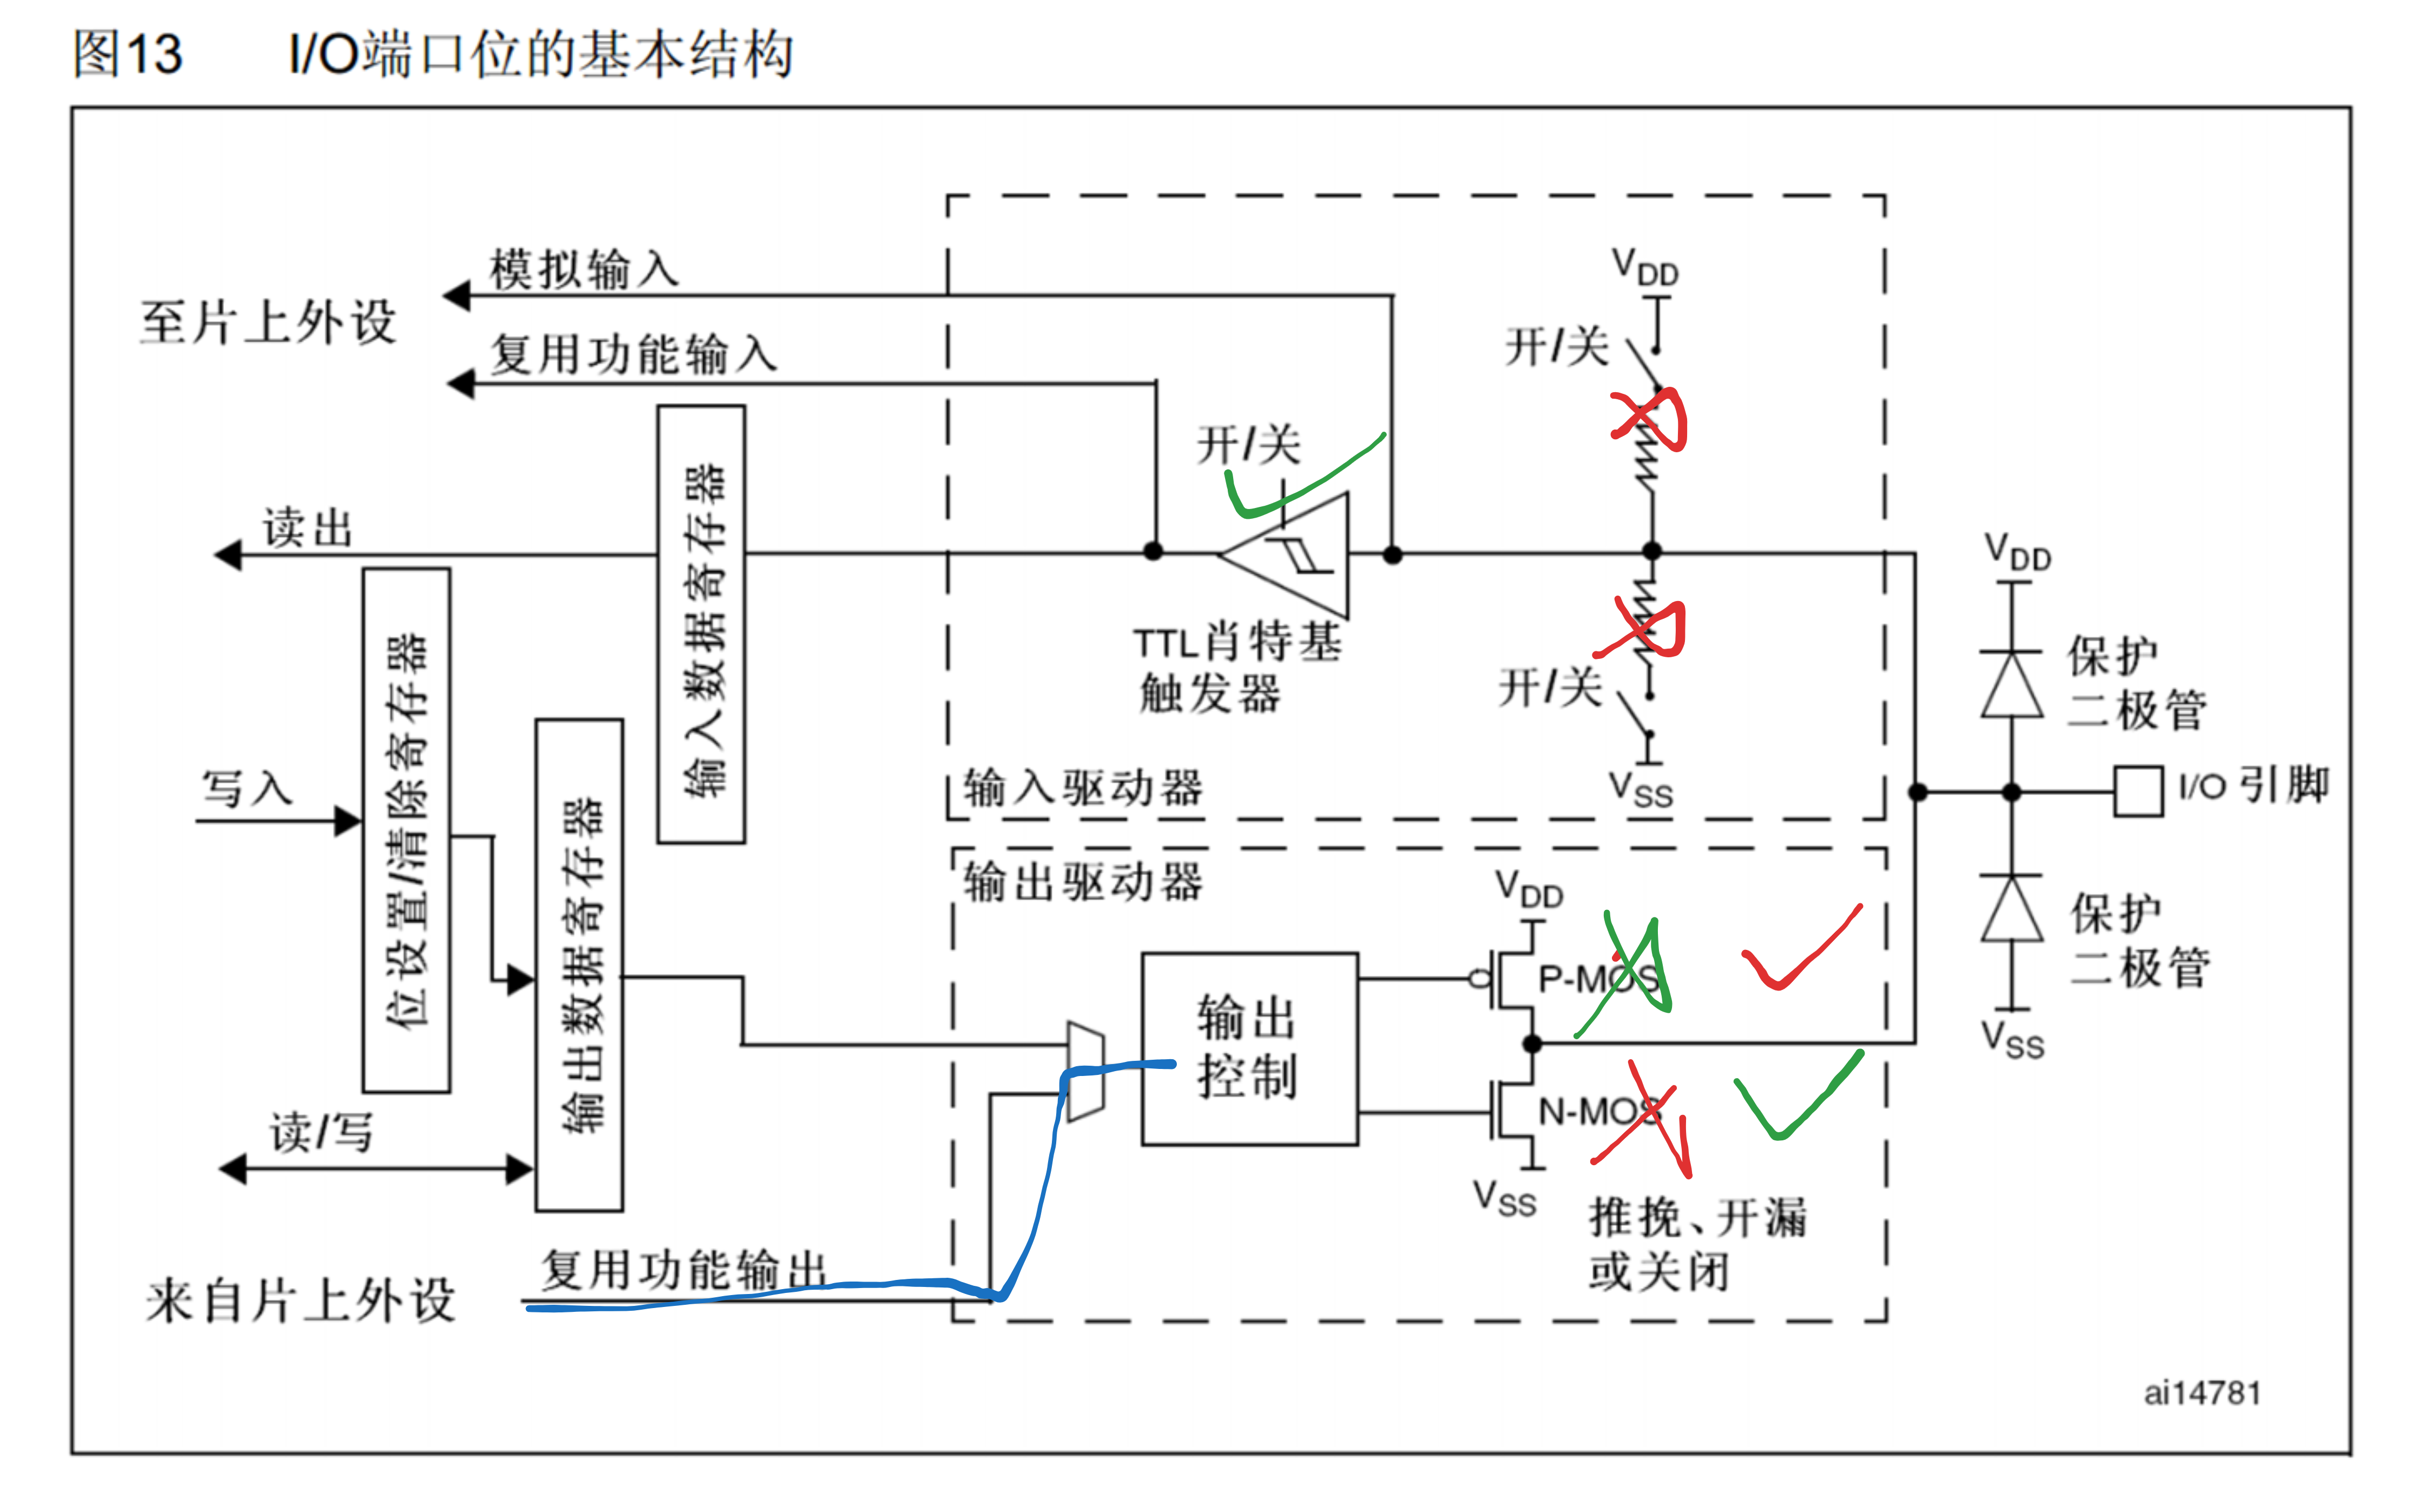 图13 I/O端口位的基本结构
模拟输入
至片上外设
复用功能输入
读出
输入数据寄存器
开/关
TTL肖特基
触发器
V DD
开/关
开/关
V SS
输入驱动器
V DD
保护
二极管
I/O 引脚
保护
二极管
V SS
写入
位设置/清除寄存器
输出数据寄存器
读/写
输出驱动器
输出
控制
V DD
P-MOS
N-MOS
V SS
推挽、开漏
或关闭
来自片上外设
复用功能输出
ai14781